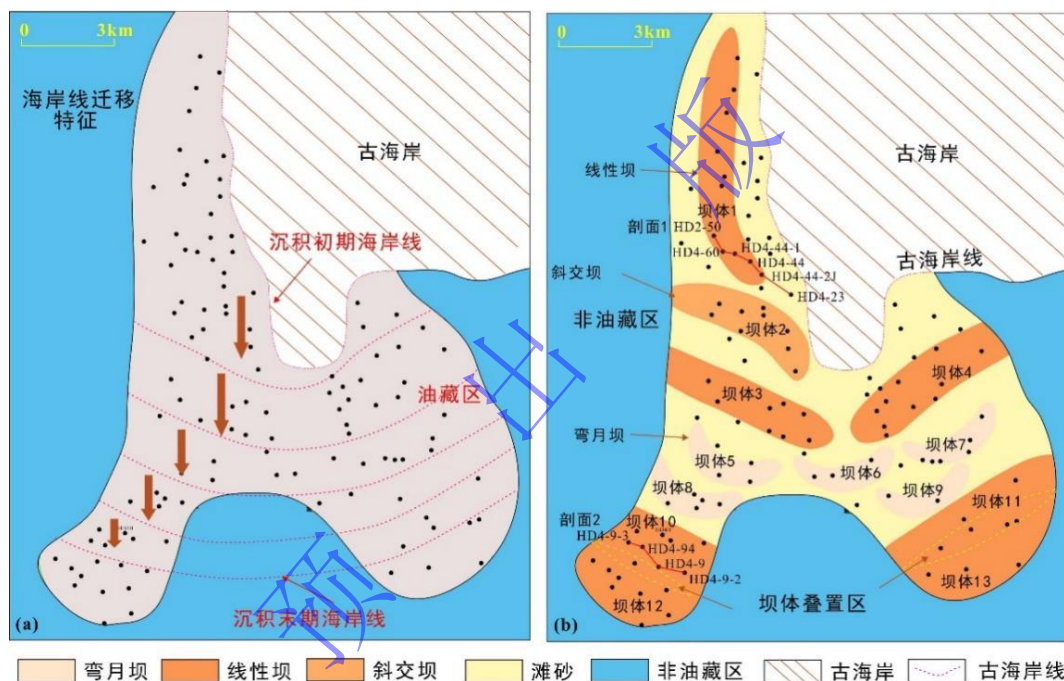 0 3km
海岸线迁移
特征
古海岸
沉积初期海岸线
油藏区
沉积末期海岸线
(a)
0 3km
古海岸
线性坝
坝体1
剖面1 HD2-50
HD4-60
HD4-44-1
HD4-44
HD4-44-2J
HD4-23
古海岸线
斜交坝
非油藏区
坝体2
坝体3
坝体4
弯月坝
坝体5
坝体6
坝体7
坝体8
坝体9
剖面2
坝体10
坝体11
HD4-9-3
HD4-94
HD4-9
HD4-9-2
坝体12
坝体13
坝体叠置区
(b)
预出版
弯月坝 线性坝 斜交坝 滩砂 非油藏区 古海岸 古海岸线